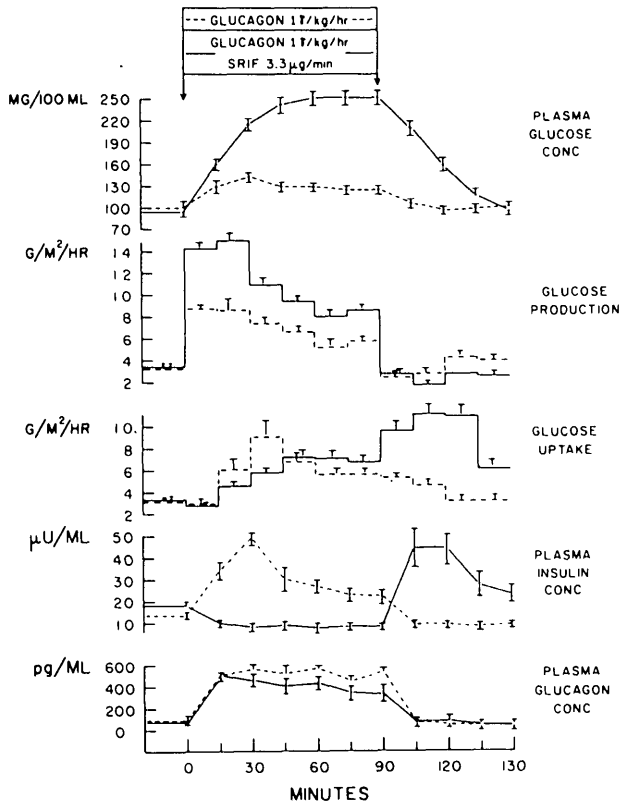 GLUCAGON 1γ/kg/hr
GLUCAGON 1γ/kg/hr
SRIF 3.3μg/min
MG/100 ML
250
220
190
160
130
100
70
PLASMA
GLUCOSE
CONC
G/M²/HR
14
12
10
8
6
4
2
GLUCOSE
PRODUCTION
G/M²/HR
10.
8
6
4
2
GLUCOSE
UPTAKE
μU/ML
50
40
30
20
10
PLASMA
INSULIN
CONC
pg/ML
600
400
200
0
PLASMA
GLUCAGON
CONC
0
30
60
90
120
130
MINUTES